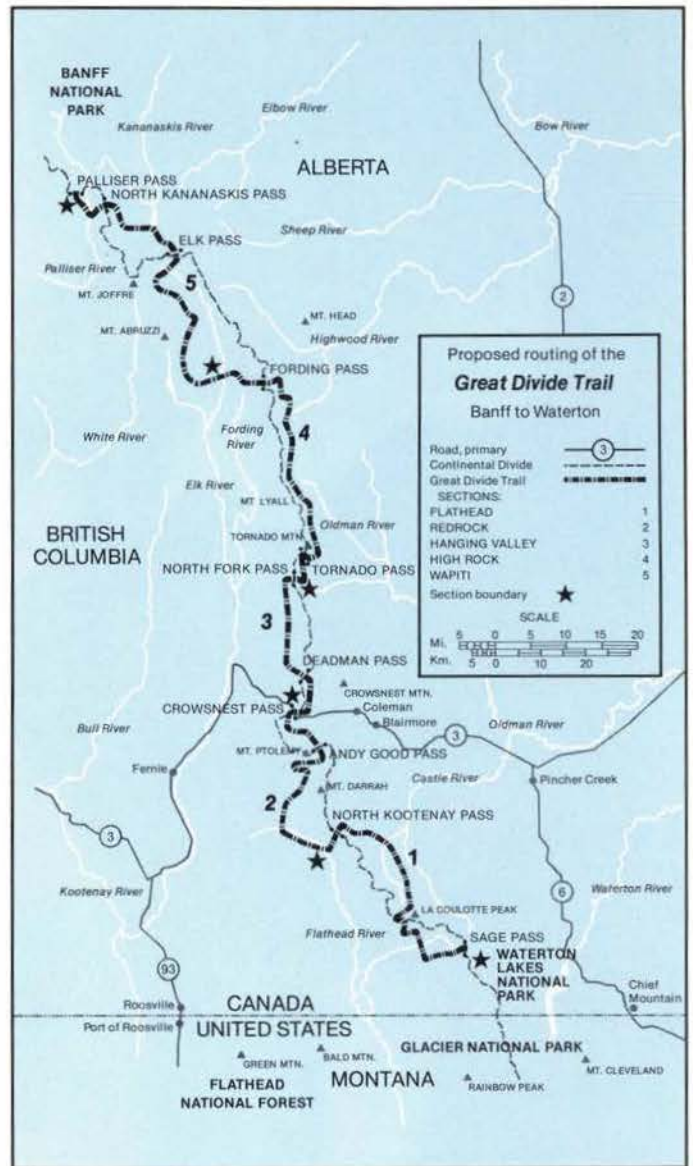 BANFF
NATIONAL
PARK
Elbow River
Kananaskis River
Bow River
ALBERTA
PALLISER PASS
NORTH KANANASKIS PASS
Sheep River
ELK PASS
Palliser River
5
MT. JOFFRE
2
MT. HEAD
MT. ABRUZZI
Highwood River
Proposed routing of the
Great Divide Trail
Banff to Waterton
Road, primary 3
Continental Divide
Great Divide Trail
SECTIONS:
FLATHEAD 1
REDROCK 2
HANGING VALLEY 3
HIGH ROCK 4
WAPITI 5
Section boundary
SCALE
Mi. 5 0 5 10 15 20
Km. 5 0 10 20
FORDING PASS
White River
Fording
River
4
Elk River
MT. LYALL
Oldman River
BRITISH
COLUMBIA
TORNADO MTN.
NORTH FORK PASS
TORNADO PASS
3
DEADMAN PASS
CROWSNEST MTN.
CROWSNEST PASS
Coleman
Blairmore
Oldman River
Bull River
3
MT. PTOLEMY
ANDY GOOD PASS
Fernie
Castle River
Pincher Creek
MT. DARRAH
2
NORTH KOOTENAY PASS
3
1
Kootenay River
6
Waterton River
LA COULOTTE PEAK
Flathead River
SAGE PASS
WATERTON
LAKES
NATIONAL
PARK
93
Chief
Mountain
Roosville
CANADA
Port of Roosville
UNITED STATES
GLACIER NATIONAL PARK
GREEN MTN.
BALD MTN.
MT. CLEVELAND
FLATHEAD
NATIONAL FOREST
MONTANA
RAINBOW PEAK